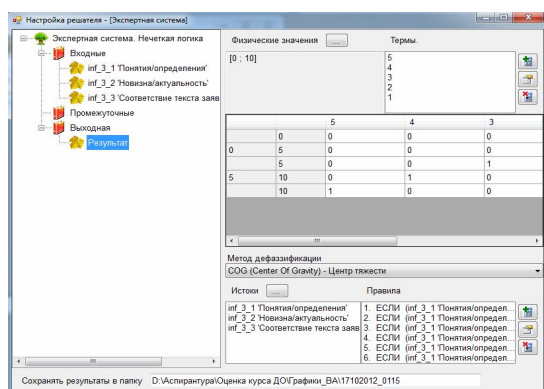 Настройка решателя - [Экспертная система]
Экспертная система. Нечеткая логика
Входные
inf_3_1 'Понятия/определения'
inf_3_2 'Новизна/актуальность'
inf_3_3 'Соответствие текста заяв
Промежуточные
Выходная
Результат
Физические значения ...
[0 ; 10]
Термы.
5
4
3
2
1
5 4 3
0 0 0 0
0 5 0 0 0
5 0 0 1
5 10 0 1 0
10 1 0 0
Метод дефаззификации
COG (Center Of Gravity) - Центр тяжести
Истоки ...
inf_3_1 'Понятия/определения'
inf_3_2 'Новизна/актуальность'
inf_3_3 'Соответствие текста заяв
Правила
1. ЕСЛИ (inf_3_1 'Понятия/определ...
2. ЕСЛИ (inf_3_1 'Понятия/определ...
3. ЕСЛИ (inf_3_1 'Понятия/определ...
4. ЕСЛИ (inf_3_1 'Понятия/определ...
5. ЕСЛИ (inf_3_1 'Понятия/определ...
6. ЕСЛИ (inf_3_1 'Понятия/определ...
Сохранять результаты в папку D:\Аспирантура\Оценка курса ДО\Графики_ВА\17102012_0115